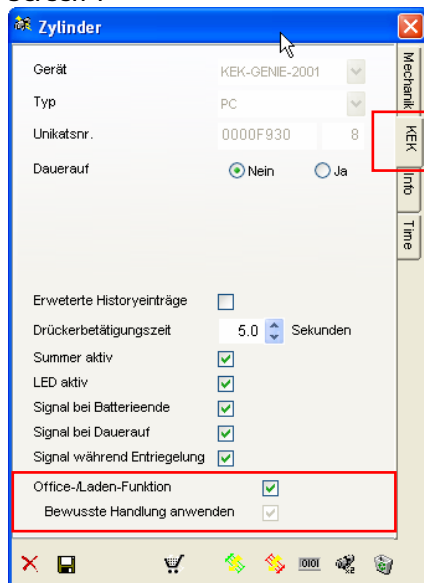 Zylinder
Gerät KEK-GENIE-2001
Typ PC
Unikatsnr. 0000F930 8
Dauerauf Nein Ja
Erweterte Historyeinträge
Drückerbetätigungszeit 5.0 Sekunden
Summer aktiv
LED aktiv
Signal bei Batterieende
Signal bei Dauerauf
Signal während Entriegelung
Office-/Laden-Funktion
Bewusste Handlung anwenden
Mechanik
KEK
Info
Time
0101